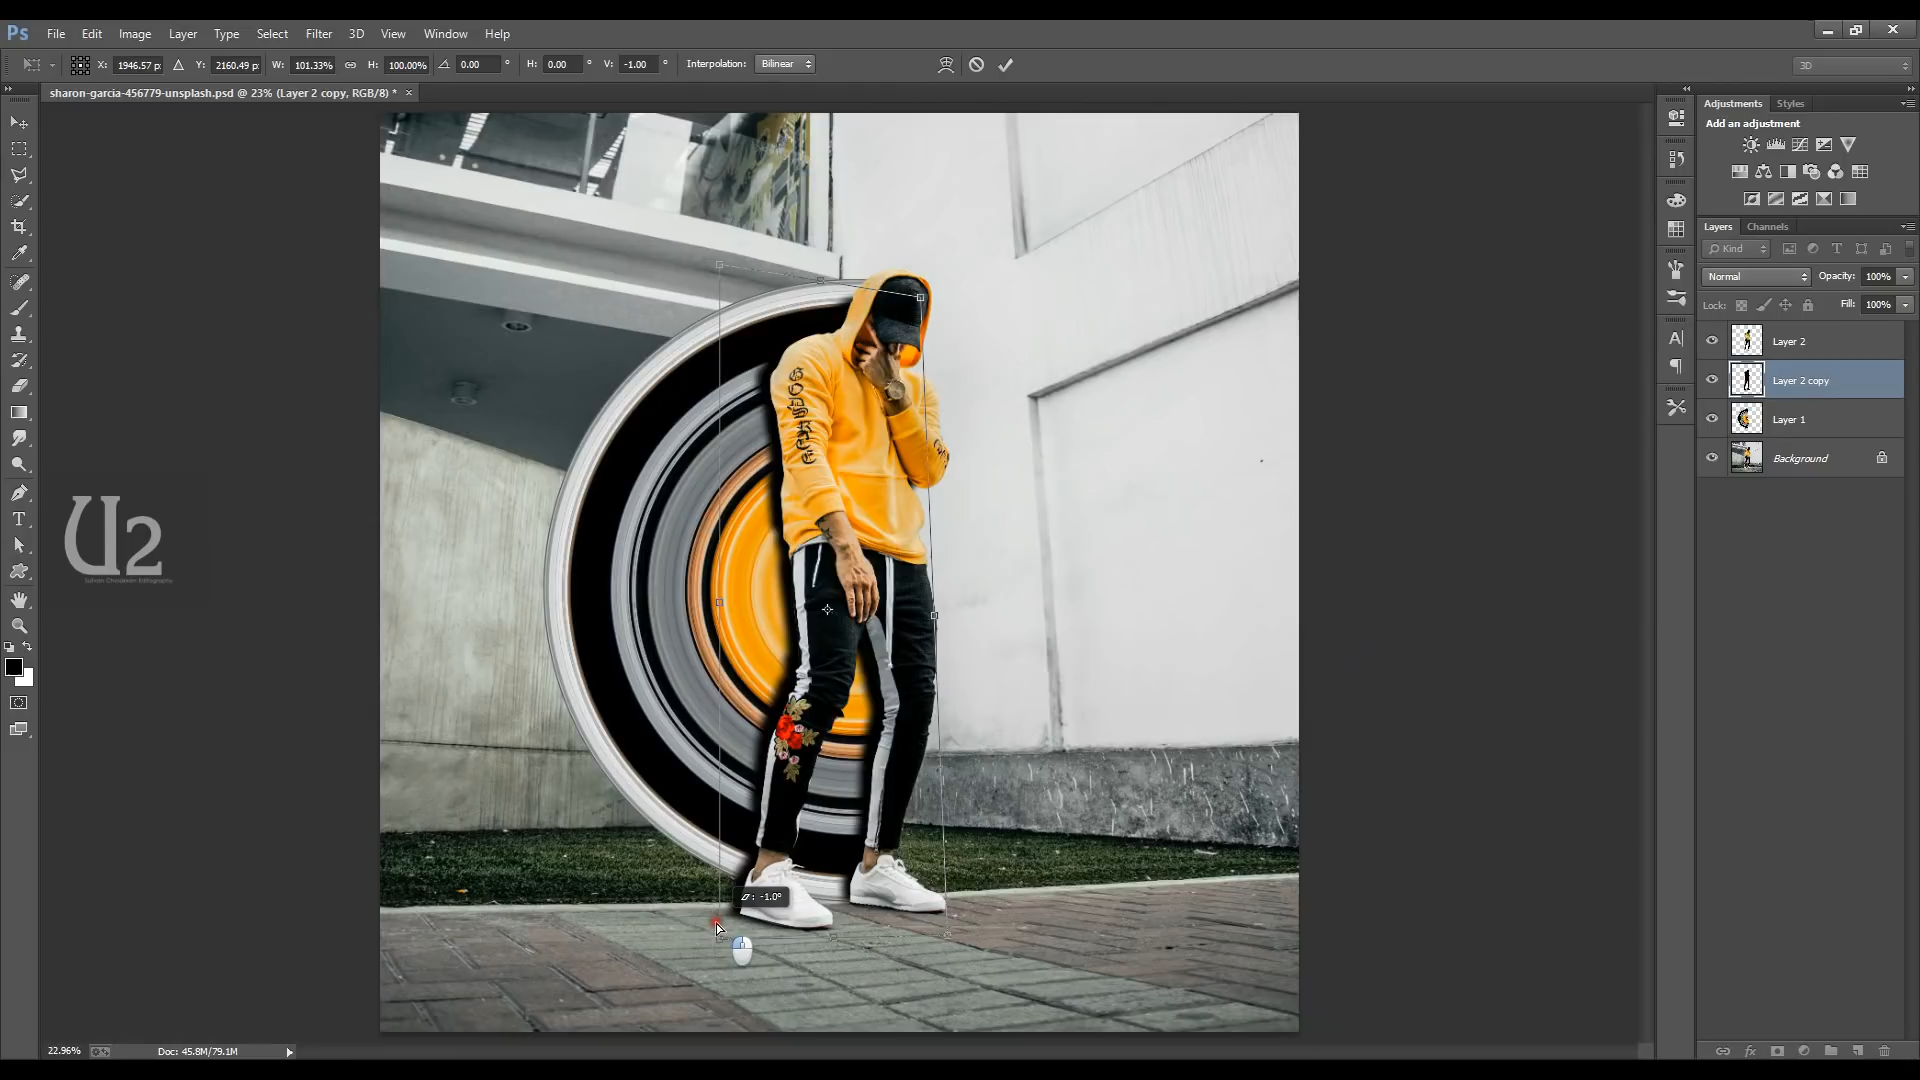 Ps File Edit Image Layer Type Select Filter 3D View Window Help
X: 1946.57 p: Y: 2160.49 p: W: 101.33% H: 100.00% 0.00 ° H: 0.00 ° V: -1.00 ° Interpolation: Bilinear 3D
sharon-garcia-456779-unsplash.psd @ 23% (Layer 2 copy, RGB/8) * ×
Adjustments Styles
Add an adjustment
Layers Channels
Kind
Normal Opacity: 100%
Lock: Fill: 100%
Layer 2
Layer 2 copy
Layer 1
Background
U2
-1.0°
22.96% Doc: 45.8M/79.1M